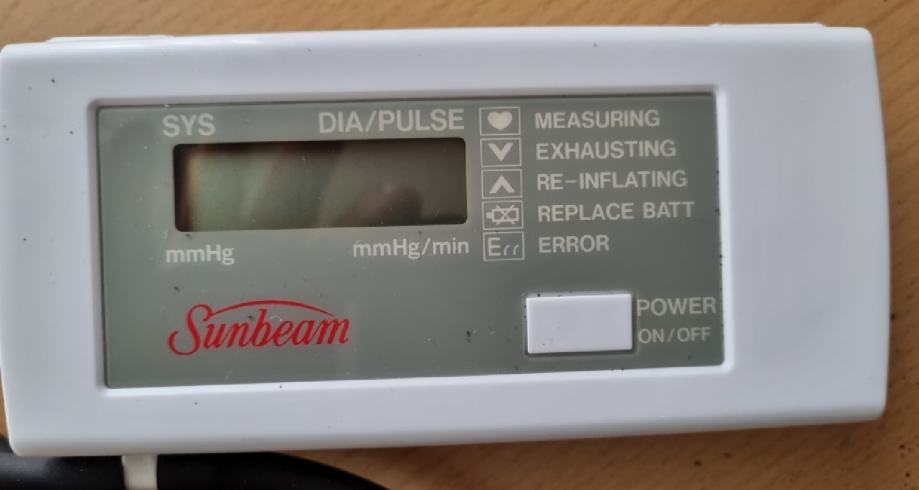 SYS DIA/PULSE
mmHg mmHg/min
MEASURING
EXHAUSTING
RE-INFLATING
REPLACE BATT
Err ERROR
Sunbeam
POWER
ON/OFF